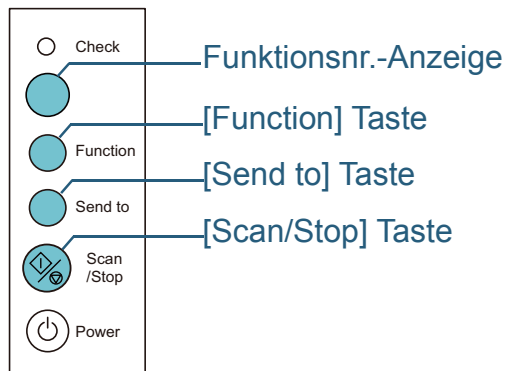 Check
Funktionsnr.-Anzeige
[Function] Taste
Function
[Send to] Taste
Send to
[Scan/Stop] Taste
Scan
/Stop
Power